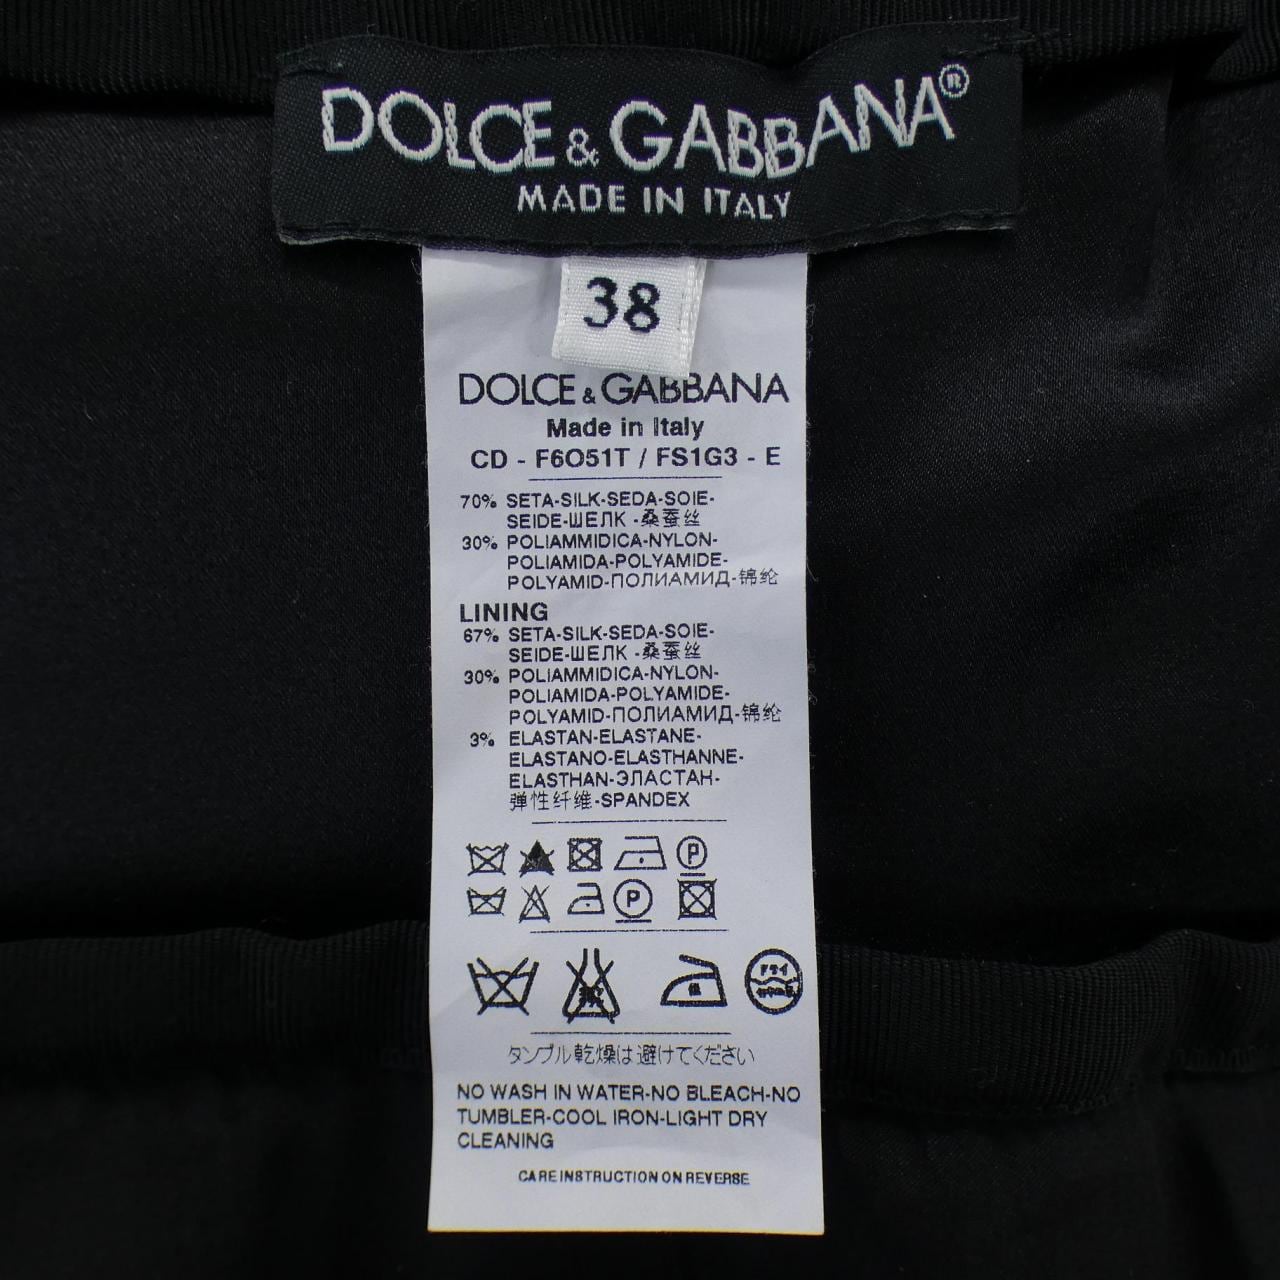 DOLCE & GABBANA®
MADE IN ITALY
38
DOLCE & GABBANA
Made in Italy
CD - F6O51T / FS1G3 - E
70% SETA-SILK-SEDA-SOIE-
SEIDE-ШЕЛК -桑蚕丝
30% POLIAMMIDICA-NYLON-
POLIAMIDA-POLYAMIDE-
POLYAMID-ПОЛИАМИД-锦纶
LINING
67% SETA-SILK-SEDA-SOIE-
SEIDE-ШЕЛК -桑蚕丝
30% POLIAMMIDICA-NYLON-
POLIAMIDA-POLYAMIDE-
POLYAMID-ПОЛИАМИД-锦纶
3% ELASTAN-ELASTANE-
ELASTANO-ELASTHANNE-
ELASTHAN-ЭЛАСТАН-
弹性纤维-SPANDEX
P
P
低 ドライ
タンブル乾燥は避けてください
NO WASH IN WATER-NO BLEACH-NO
TUMBLER-COOL IRON-LIGHT DRY
CLEANING
CARE INSTRUCTION ON REVERSE